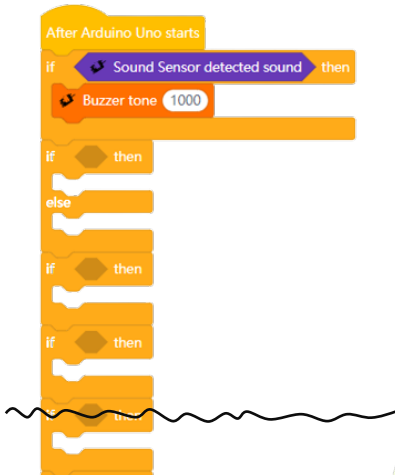 After Arduino Uno starts
if Sound Sensor detected sound then
Buzzer tone 1000
if then
else
if then
if then
if then